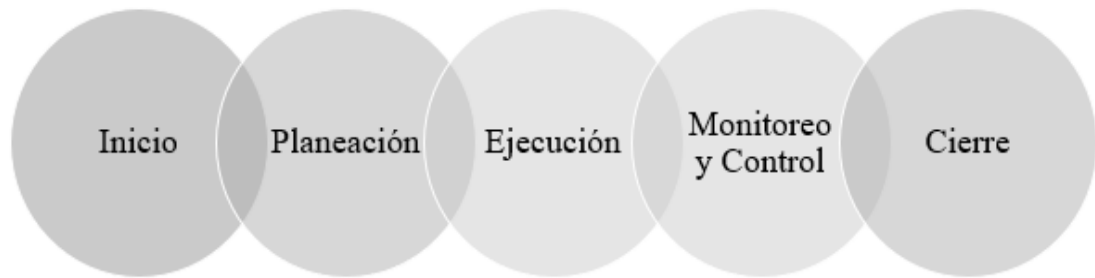 Inicio
Planeación
Ejecución
Monitoreo
y Control
Cierre